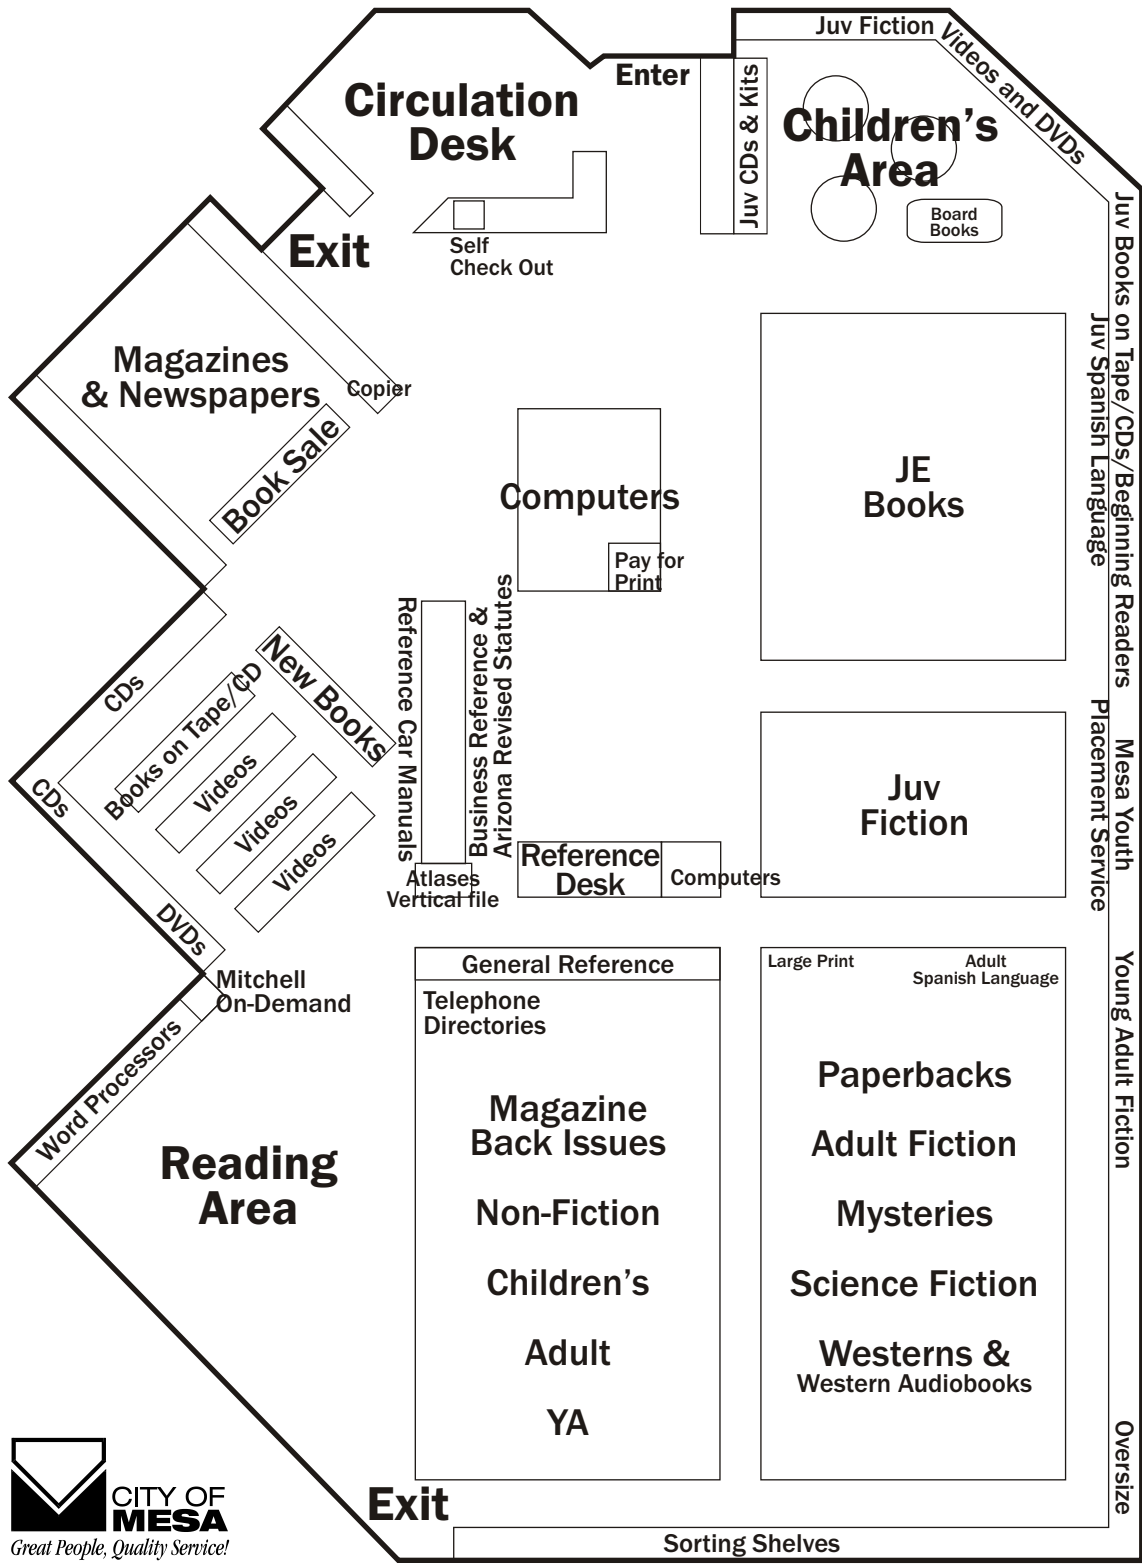 Juv Fiction
Videos and DVDs
Enter
Circulation
Desk
Juv CDs & Kits
Children's
Area
Board
Books
Self
Check Out
Exit
Juv Books on Tape/CDs/Beginning Readers
Juv Spanish Language
Magazines
& Newspapers
Copier
Book Sale
Computers
Pay for
Print
JE
Books
Reference Car Manuals
Business Reference &
Arizona Revised Statutes
New Books
CDs
Books on Tape/CD
Videos
Videos
Videos
CDs
DVDs
Atlases
Vertical file
Reference
Desk
Computers
Juv
Fiction
Mesa Youth
Placement Service
Mitchell
On-Demand
Word Processors
Reading
Area
General Reference
Telephone
Directories
Magazine
Back Issues
Non-Fiction
Children's
Adult
YA
Large Print
Adult
Spanish Language
Paperbacks
Adult Fiction
Mysteries
Science Fiction
Westerns &
Western Audiobooks
Young Adult Fiction
Oversize
Exit
Sorting Shelves
CITY OF
MESA
Great People, Quality Service!